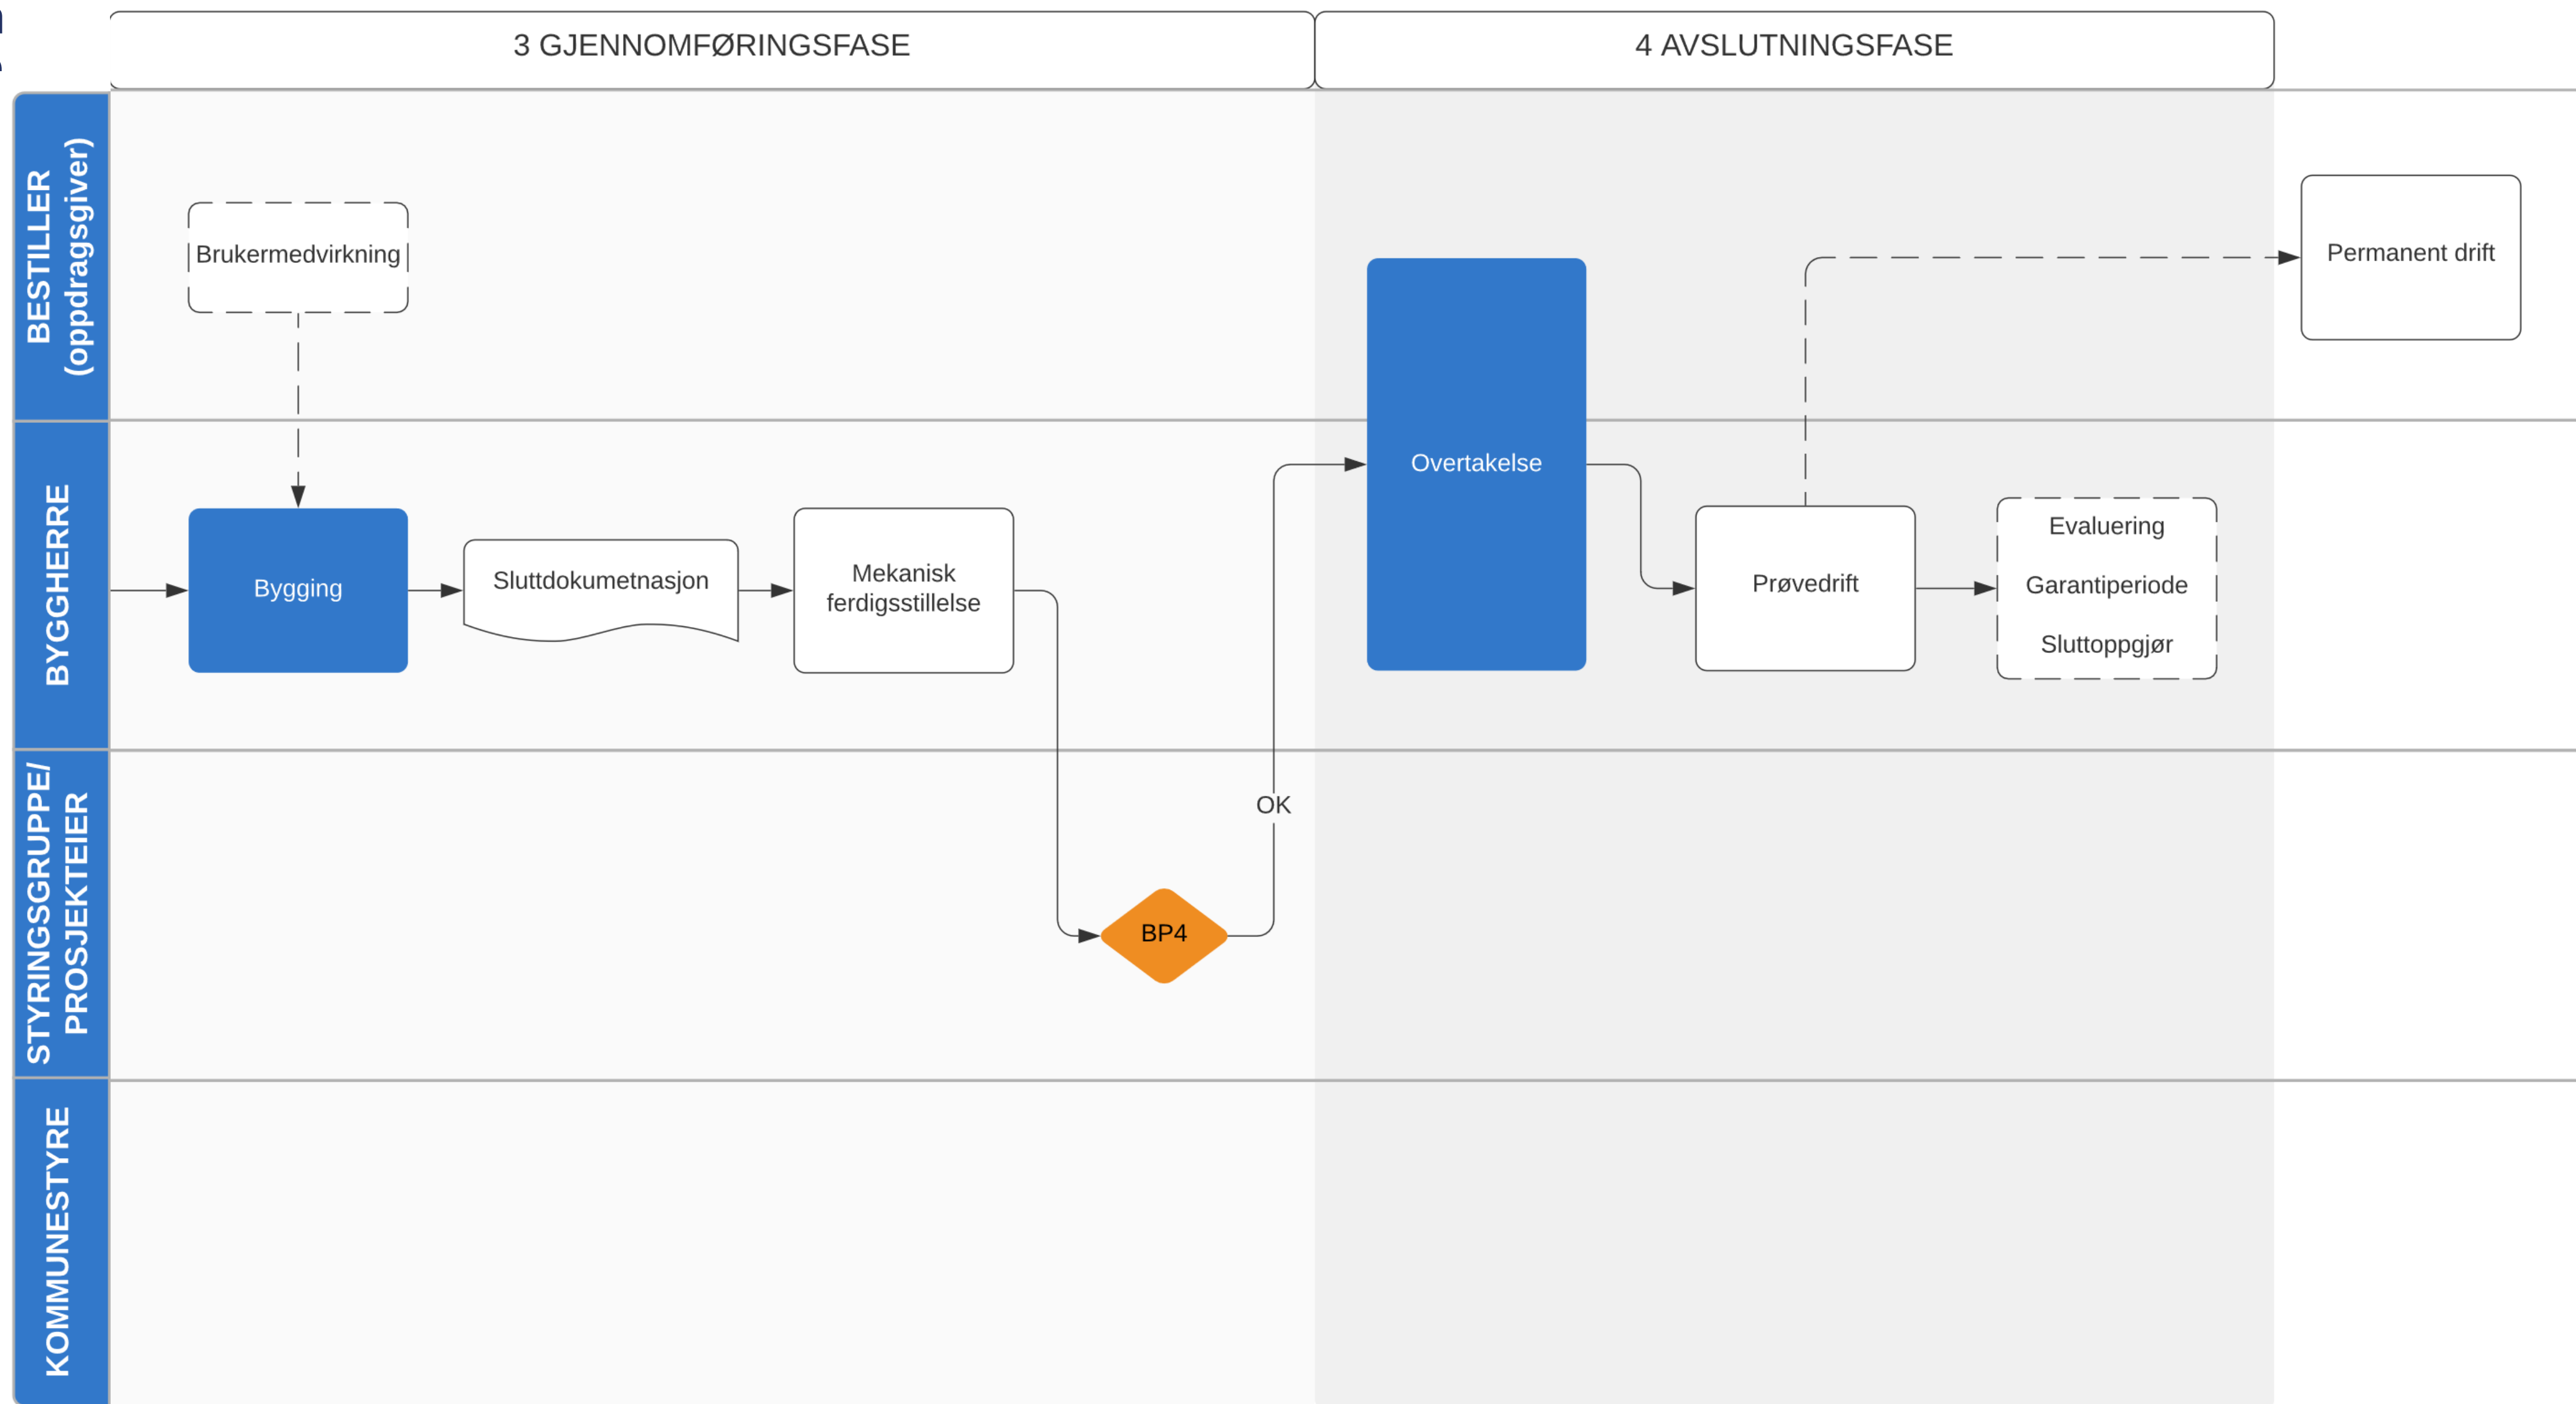 3 GJENNOMFØRINGSFASE
4 AVSLUTNINGSFASE
BESTILLER
(oppdragsgiver)
Brukermedvirkning
Permanent drift
BYGGHERRE
Bygging
Sluttdokumetnasjon
Mekanisk
ferdigsstillelse
Overtakelse
Prøvedrift
Evaluering
Garantiperiode
Sluttoppgjør
STYRINGSGRUPPE/
PROSJEKTEIER
OK
BP4
KOMMUNESTYRE